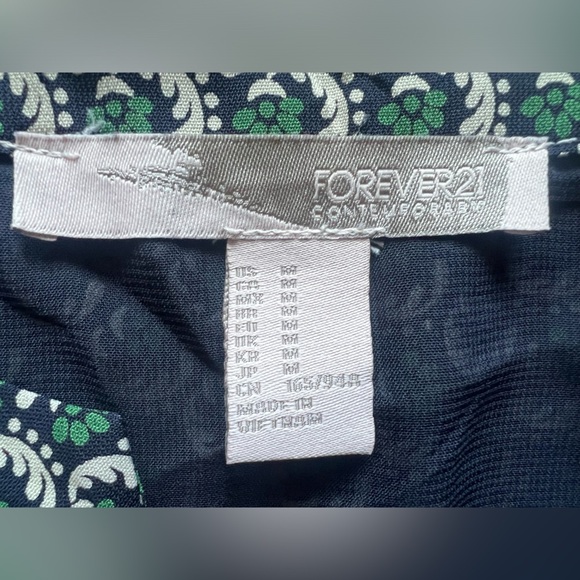 FOREVER21
CONTEMPORARY
US M
CA M
MX M
BR M
EU M
UK M
KR M
JP M
CN 165/94A
MADE IN
VIETNAM